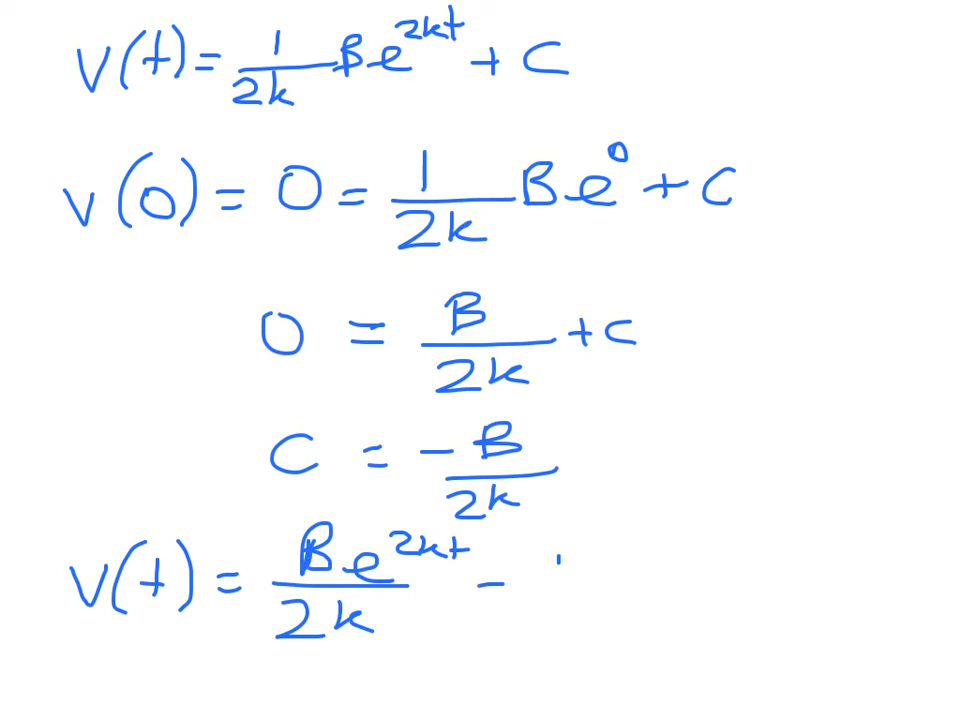 v(t) = 1/2k Be^2kt + C
v(0) = 0 = 1/2k Be^0 + C
0 = B/2k + C
C = -B/2k
v(t) = Be^2kt/2k -